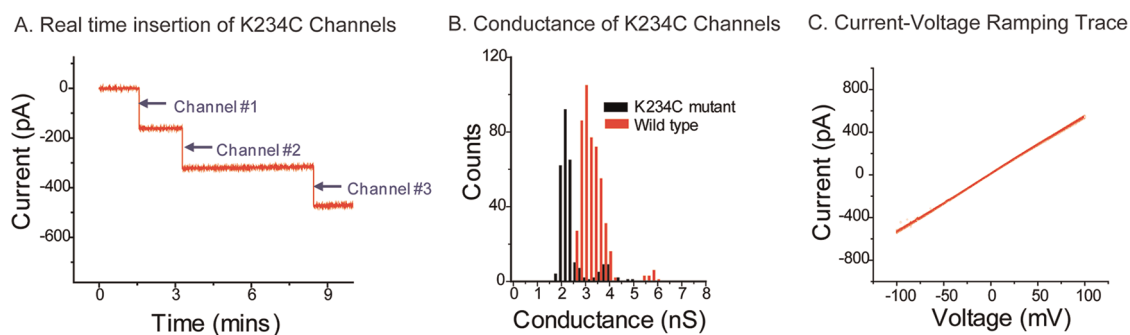 A. Real time insertion of K234C Channels
Current (pA)
0
-200
-400
-600
Channel #1
Channel #2
Channel #3
0
3
6
9
Time (mins)
B. Conductance of K234C Channels
Counts
120
80
40
0
K234C mutant
Wild type
0 1 2 3 4 5 6 7 8
Conductance (nS)
C. Current-Voltage Ramping Trace
Current (pA)
800
400
0
-400
-800
-100 -50 0 50 100
Voltage (mV)